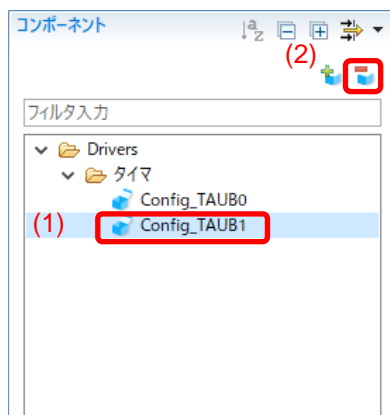 コンポーネント
(2)
フィルタ入力
Drivers
タイマ
Config_TAUB0
(1) Config_TAUB1